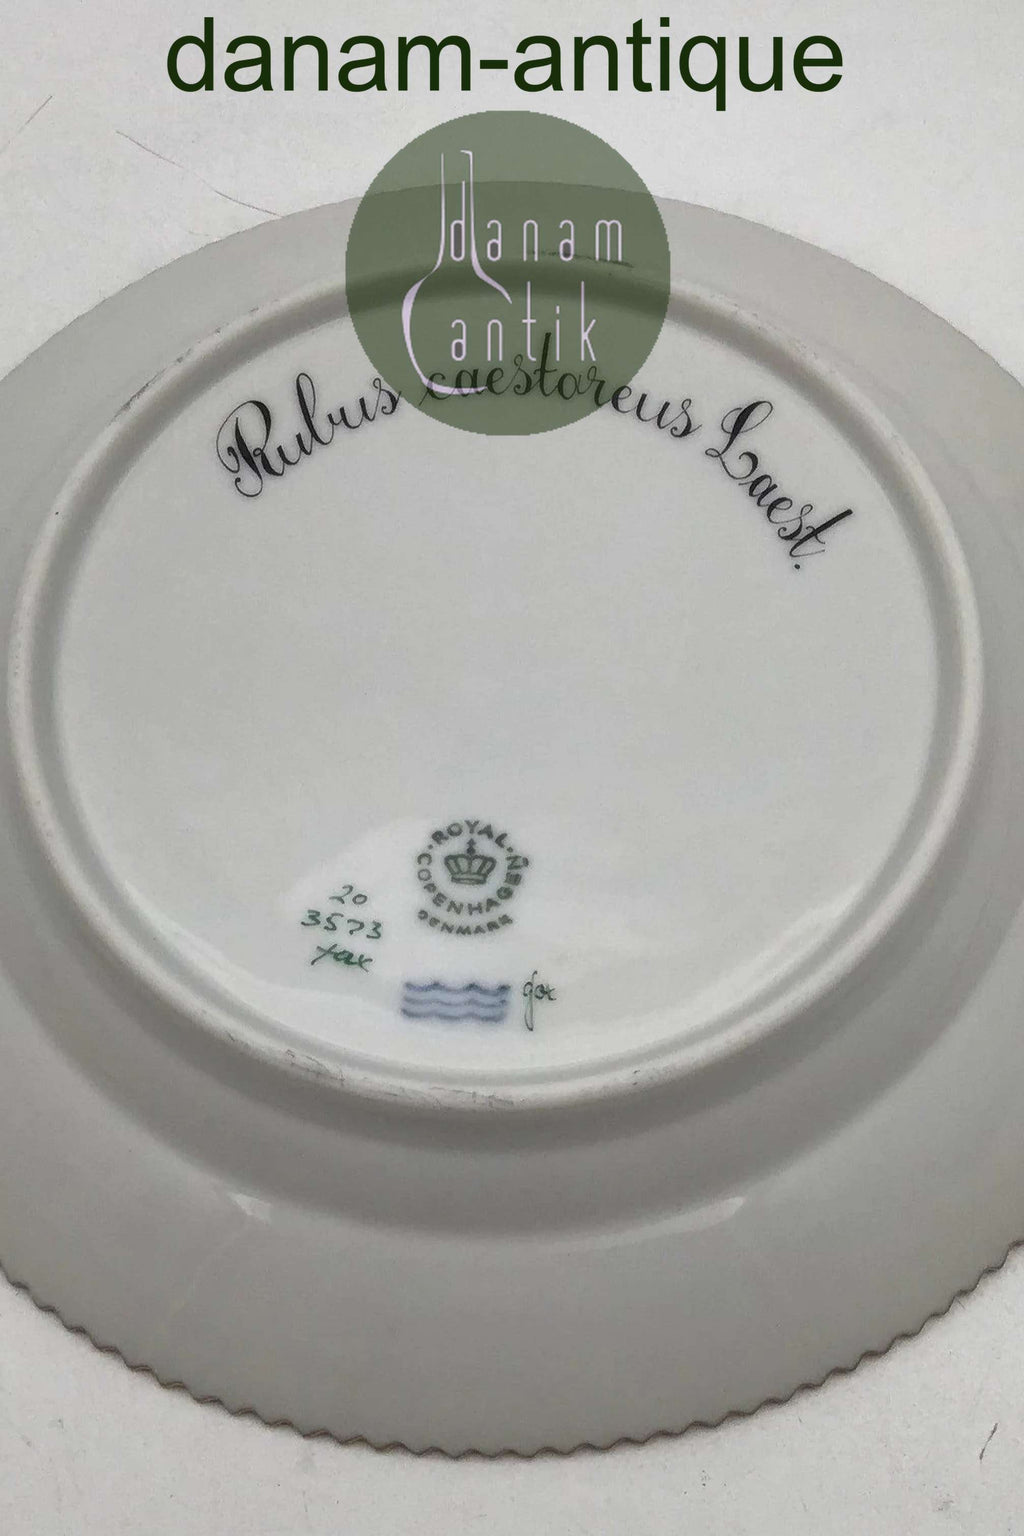 danam-antique
danam
antik
Rubus caestoreus Laest.
ROYAL
COPENHAGEN
DENMARK
20
3573